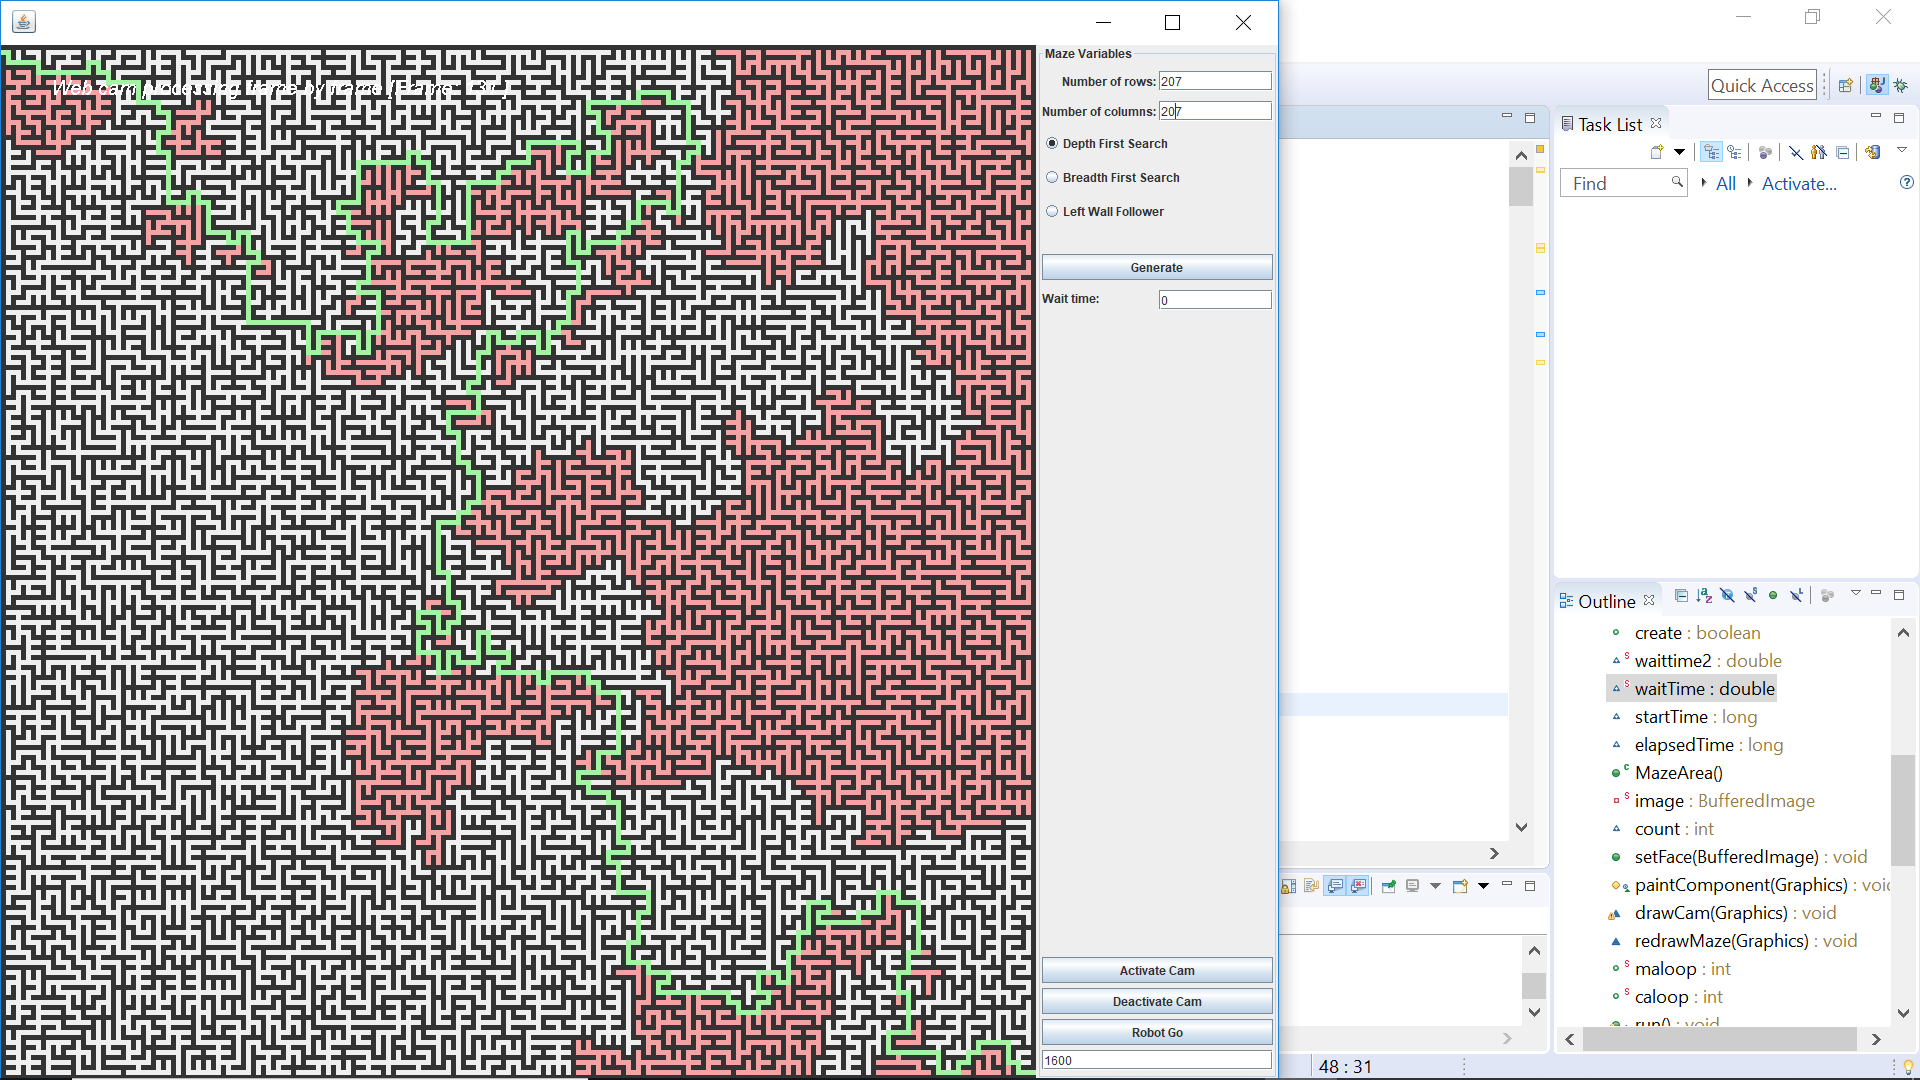 Web cam processing frame by frame
Maze Variables
Number of rows: 207
Number of columns: 207
Depth First Search
Breadth First Search
Left Wall Follower
Generate
Wait time: 0
Activate Cam
Deactivate Cam
Robot Go
1600
Quick Access
Task List
Find
All
Activate...
Outline
create : boolean
waittime2 : double
waitTime : double
startTime : long
elapsedTime : long
MazeArea()
image : BufferedImage
count : int
setFace(BufferedImage) : void
paintComponent(Graphics) : voic
drawCam(Graphics) : void
redrawMaze(Graphics) : void
maloop : int
caloop : int
run() : void
48 : 31